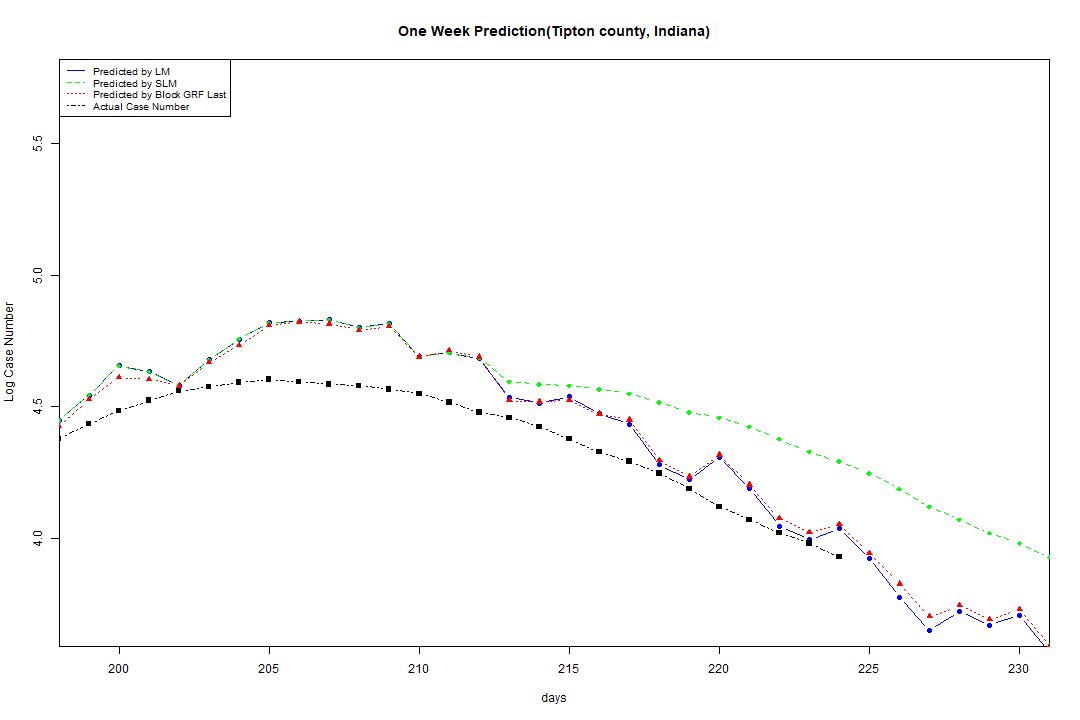 One Week Prediction(Tipton county, Indiana)
Predicted by LM
Predicted by SLM
Predicted by Block GRF Last
Actual Case Number
5.5
5.0
4.5
4.0
Log Case Number
200 205 210 215 220 225 230
days